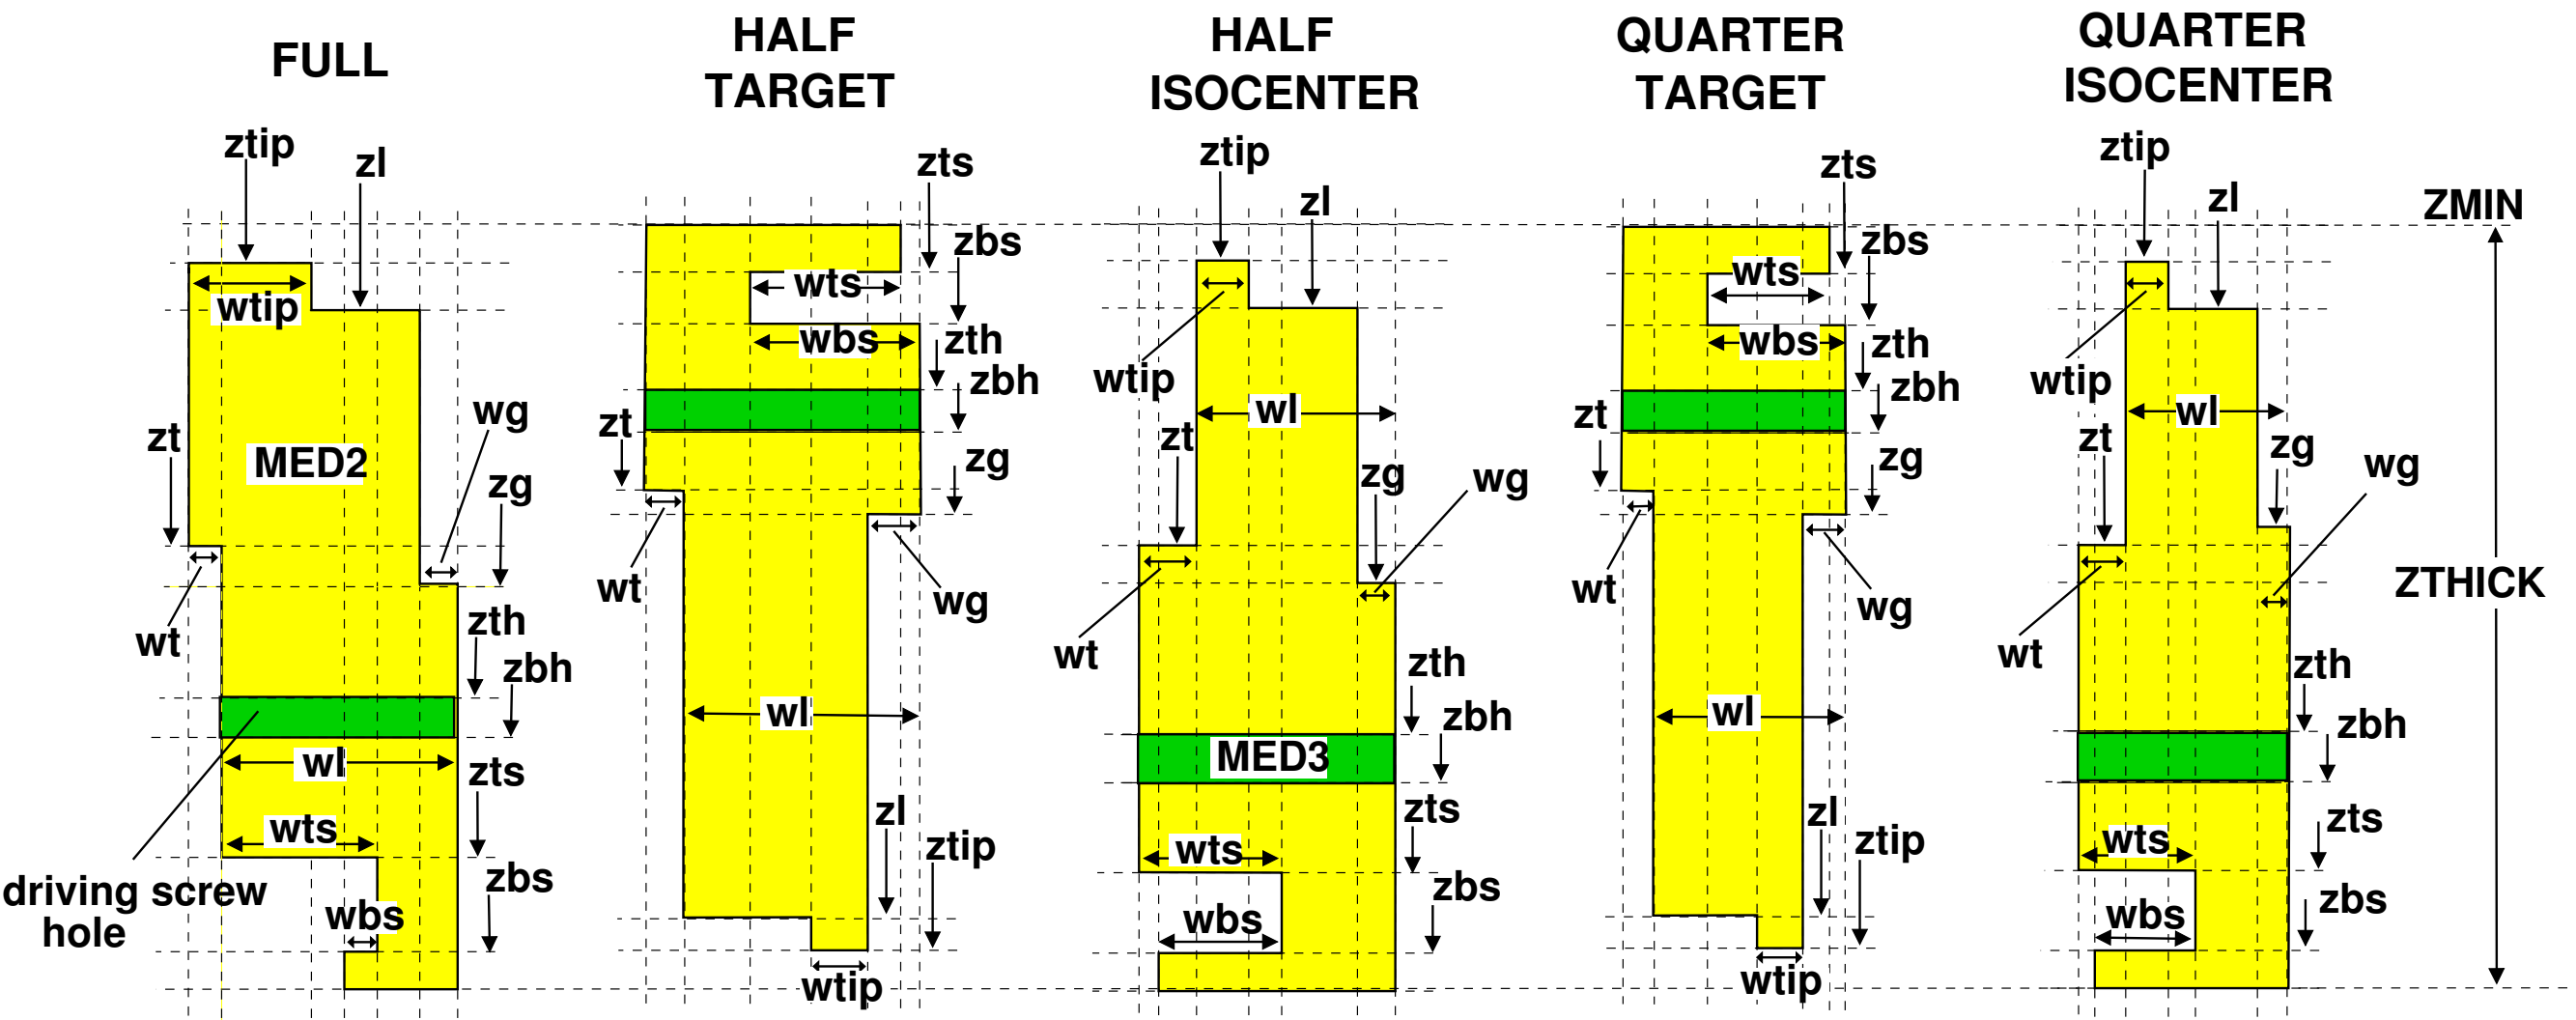 FULL
HALF
TARGET
HALF
ISOCENTER
QUARTER
TARGET
QUARTER
ISOCENTER
ztip
zl
wtip
zt
MED2
wg
zg
wt
zth
zbh
wl
zts
wts
zbs
wbs
driving screw
hole
zts
zbs
wts
wbs
zth
zbh
zt
zg
wt
wg
wl
zl
ztip
wtip
ztip
zl
wtip
wl
zt
zg
wg
wt
zth
zbh
MED3
zts
wts
zbs
wbs
zts
zbs
wts
wbs
zth
zbh
zt
zg
wt
wg
wl
zl
ztip
wtip
ztip
zl
wtip
wl
zt
zg
wg
wt
zth
zbh
zts
wts
zbs
wbs
ZMIN
ZTHICK